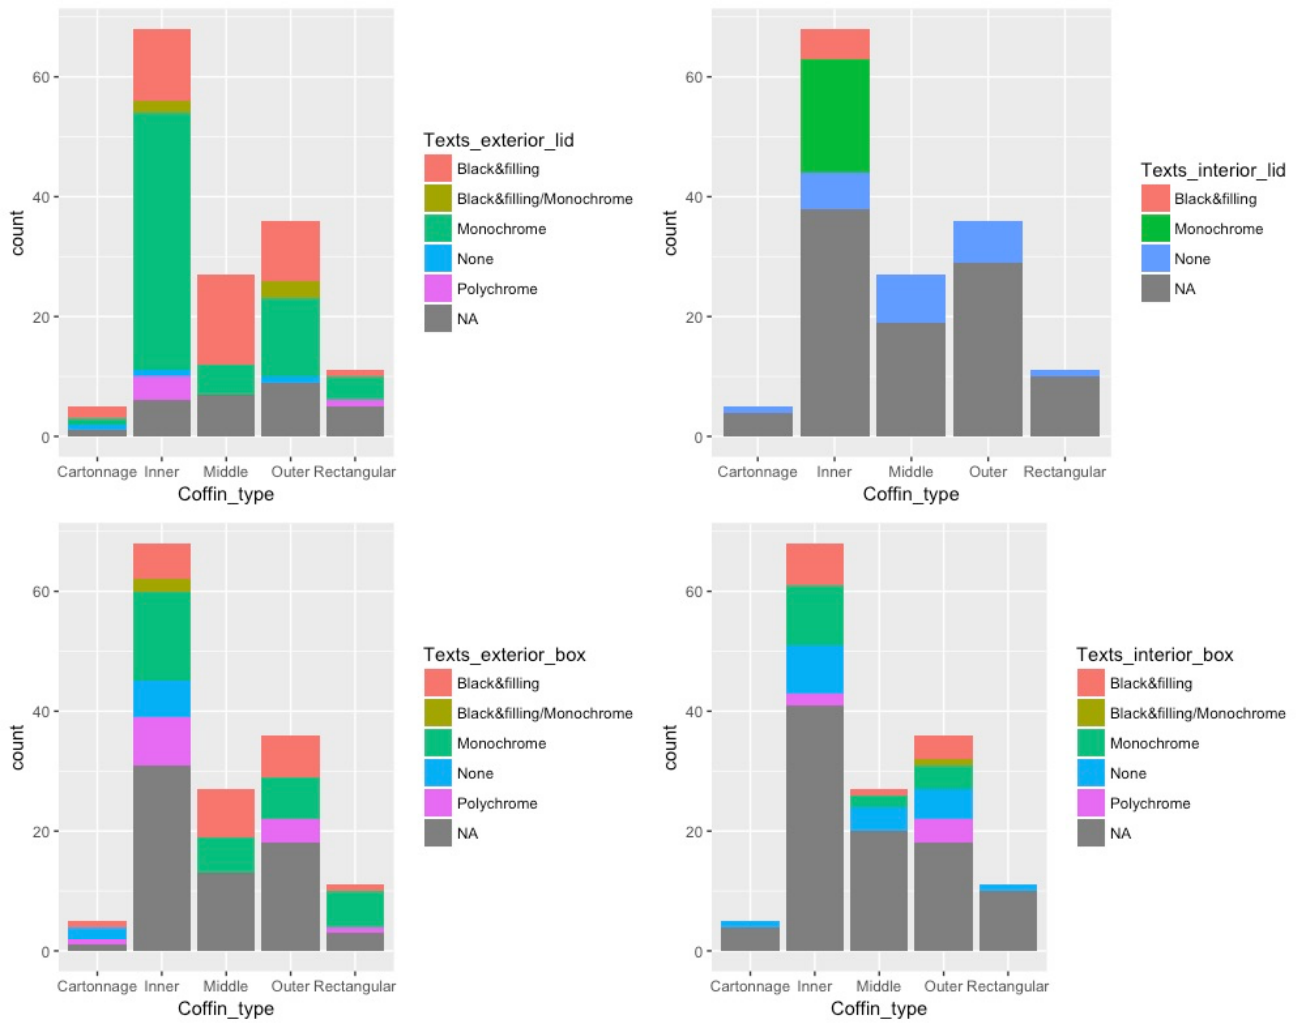 Texts_exterior_lid
Black&filling
Black&filling/Monochrome
Monochrome
None
Polychrome
NA
count
60
40
20
0
Cartonnage Inner Middle Outer Rectangular
Coffin_type
Texts_interior_lid
Black&filling
Monochrome
None
NA
count
60
40
20
0
Cartonnage Inner Middle Outer Rectangular
Coffin_type
Texts_exterior_box
Black&filling
Black&filling/Monochrome
Monochrome
None
Polychrome
NA
count
60
40
20
0
Cartonnage Inner Middle Outer Rectangular
Coffin_type
Texts_interior_box
Black&filling
Black&filling/Monochrome
Monochrome
None
Polychrome
NA
count
60
40
20
0
Cartonnage Inner Middle Outer Rectangular
Coffin_type